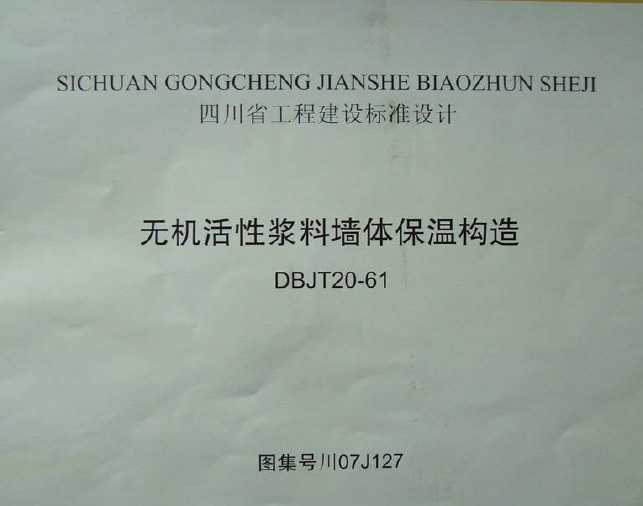 SICHUAN GONGCHENG JIANSHE BIAOZHUN SHEJI
四川省工程建设标准设计
无机活性浆料墙体保温构造
DBJT20-61
图集号川07J127